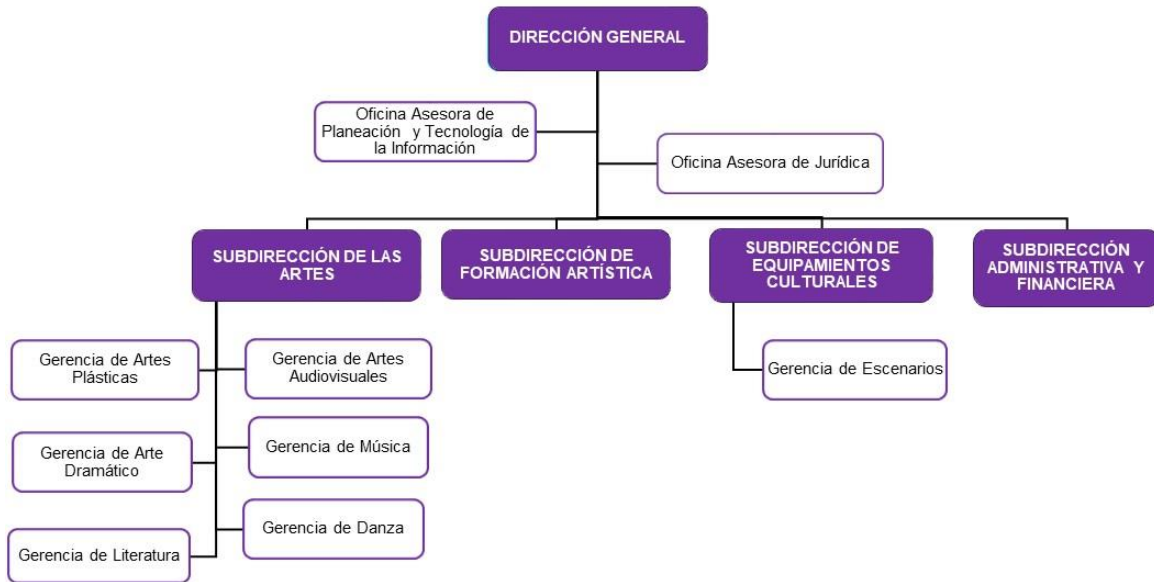 DIRECCIÓN GENERAL
Oficina Asesora de
Planeación y Tecnología de
la Información
Oficina Asesora de Jurídica
SUBDIRECCIÓN DE LAS
ARTES
SUBDIRECCIÓN DE
FORMACIÓN ARTÍSTICA
SUBDIRECCIÓN DE
EQUIPAMIENTOS
CULTURALES
SUBDIRECCIÓN
ADMINISTRATIVA Y
FINANCIERA
Gerencia de Artes
Plásticas
Gerencia de Artes
Audiovisuales
Gerencia de Escenarios
Gerencia de Arte
Dramático
Gerencia de Música
Gerencia de Literatura
Gerencia de Danza